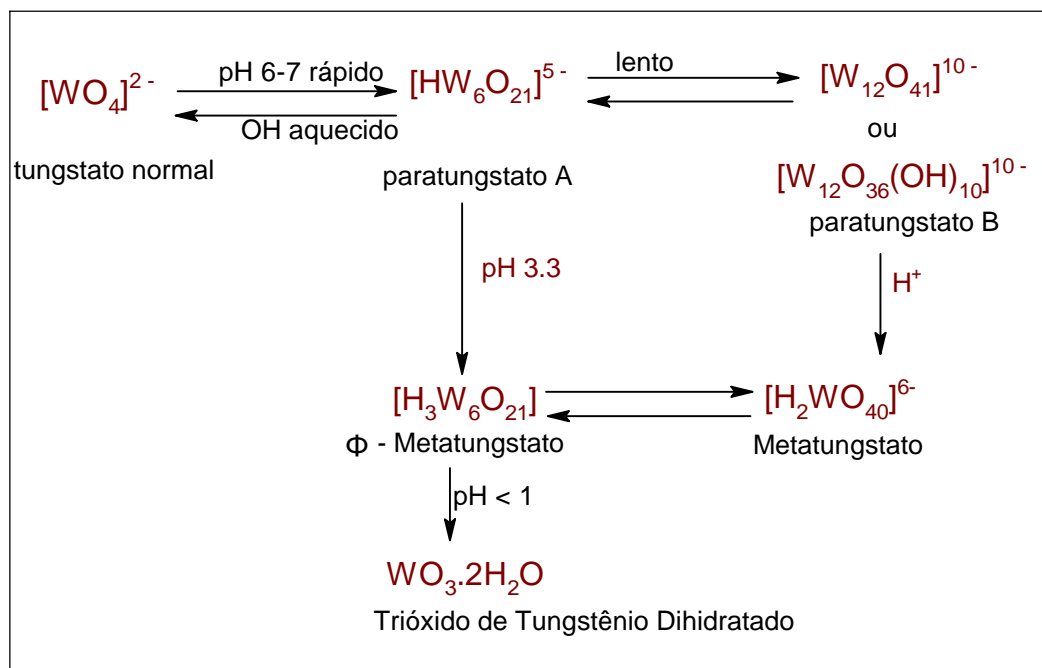 [WO₄]²⁻
pH 6-7 rápido
OH aquecido
[HW₆O₂₁]⁵⁻
lento
[W₁₂O₄₁]¹⁰⁻
ou
tungstato normal
paratungstato A
[W₁₂O₃₆(OH)₁₀]¹⁰⁻
paratungstato B
pH 3.3
H⁺
[H₃W₆O₂₁]
[H₂WO₄₀]⁶⁻
Φ - Metatungstato
Metatungstato
pH < 1
WO₃.2H₂O
Trióxido de Tungstênio Dihidratado